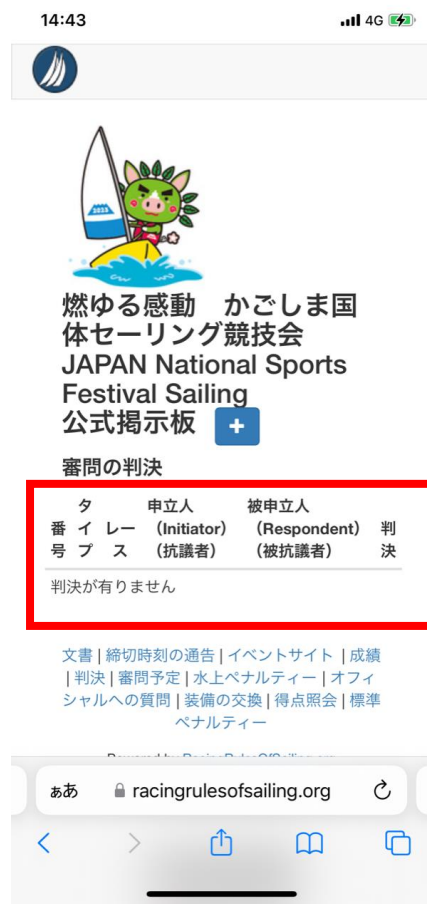 14:43
4G
2023
燃ゆる感動　かごしま国
体セーリング競技会
JAPAN National Sports
Festival Sailing
公式掲示板 +
審問の判決
タ 申立人 被申立人
番 イ レー （Initiator） （Respondent） 判
号 プ ス （抗議者） （被抗議者） 決
判決が有りません
文書 | 締切時刻の通告 | イベントサイト | 成績
| 判決 | 審問予定 | 水上ペナルティー | オフィ
シャルへの質問 | 装備の交換 | 得点照会 | 標準
ペナルティー
Powered by RacingRulesOfSailing.org
ぁあ racingrulesofsailing.org